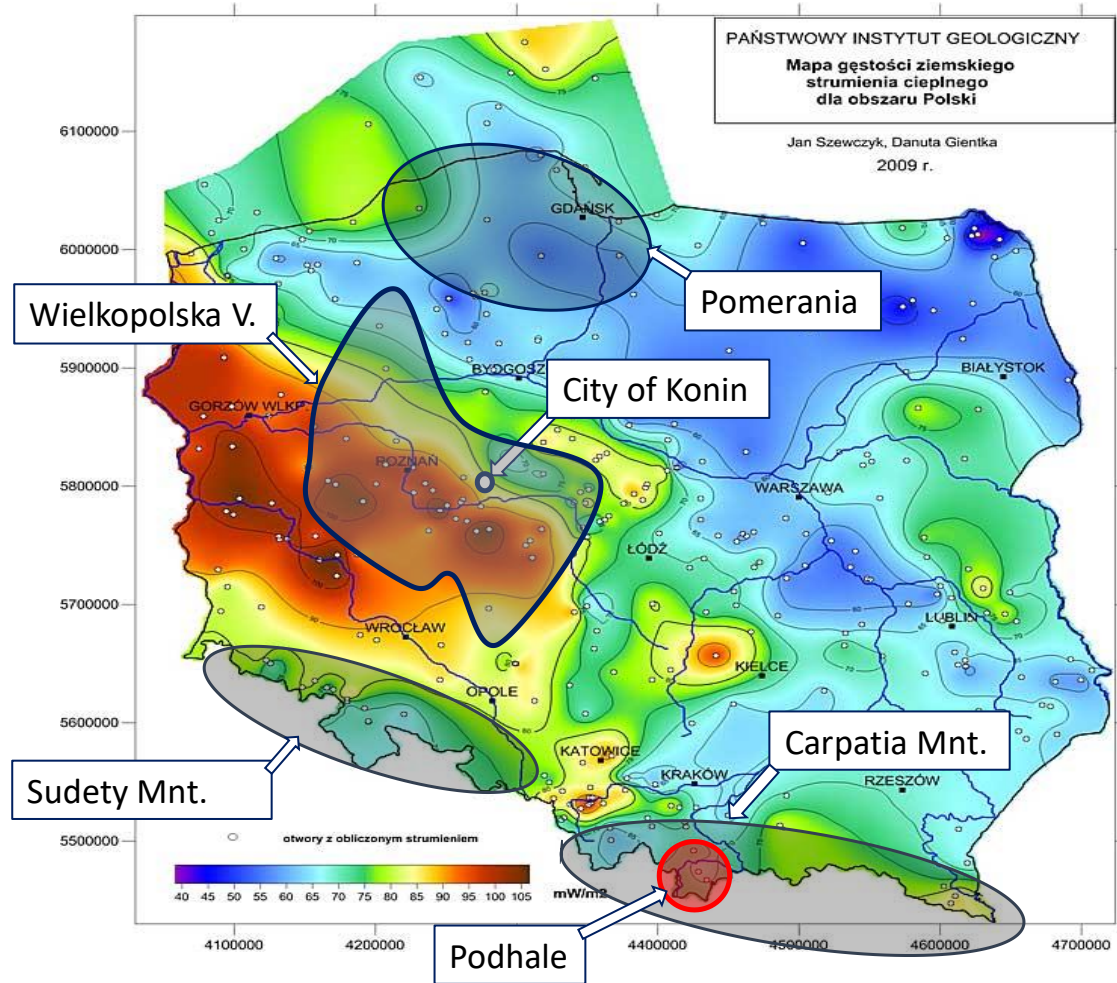 PAŃSTWOWY INSTYTUT GEOLOGICZNY
Mapa gęstości ziemskiego
strumienia cieplnego
dla obszaru Polski
Jan Szewczyk, Danuta Gientka
2009 r.
6100000
6000000
5900000
5800000
5700000
5600000
5500000
GDAŃSK
Pomerania
Wielkopolska V.
BYDGOSZ
BIAŁYSTOK
City of Konin
GORZÓW WLKP.
POZNAŃ
WARSZAWA
ŁÓDŹ
WROCŁAW
LUBLIN
KIELCE
OPOLE
Carpatia Mnt.
KATOWICE
KRAKÓW
RZESZÓW
Sudety Mnt.
otwory z obliczonym strumieniem
40 45 50 55 60 65 70 75 80 85 90 95 100 105
mW/m2
Podhale
4100000 4200000 4400000 4500000 4600000 4700000